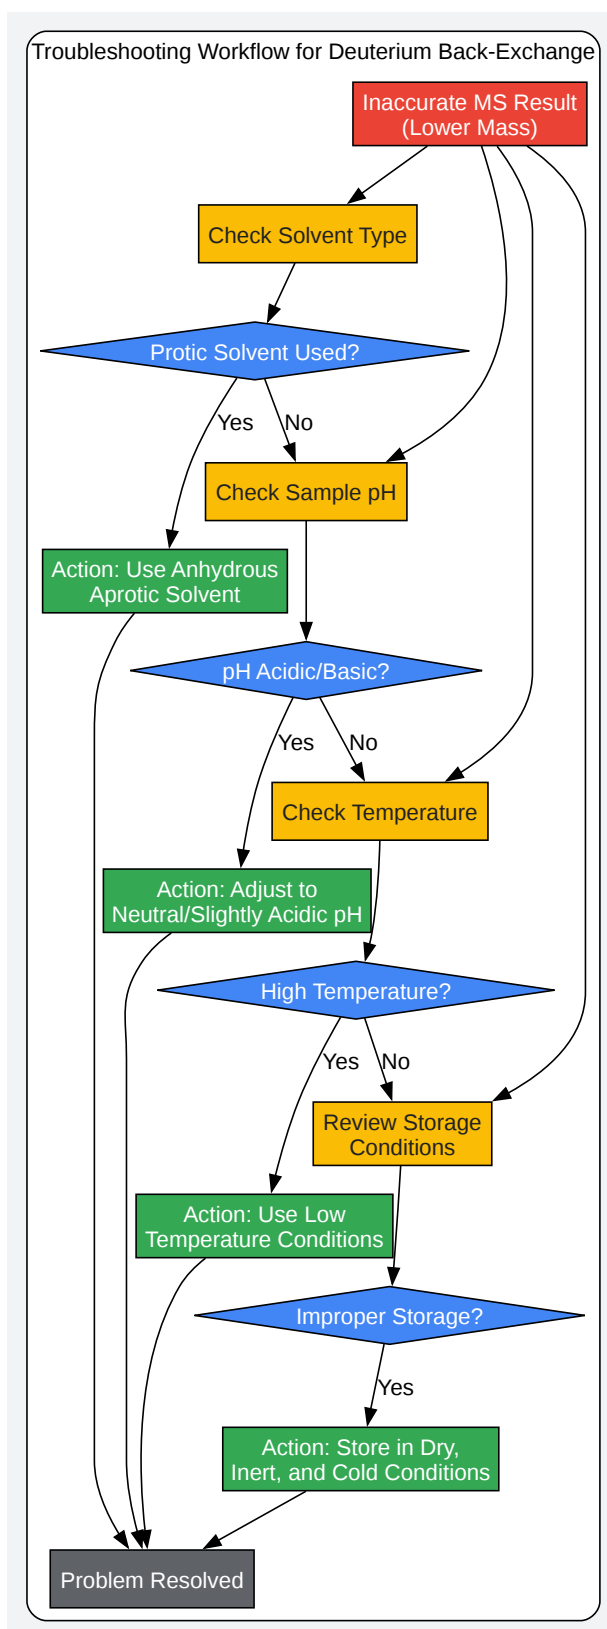 Troubleshooting Workflow for Deuterium Back-Exchange
Inaccurate MS Result
(Lower Mass)
Check Solvent Type
Protic Solvent Used?
Yes
No
Check Sample pH
Action: Use Anhydrous
Aprotic Solvent
pH Acidic/Basic?
Yes
No
Check Temperature
Action: Adjust to
Neutral/Slightly Acidic pH
High Temperature?
Yes
No
Review Storage
Conditions
Action: Use Low
Temperature Conditions
Improper Storage?
Yes
Action: Store in Dry,
Inert, and Cold Conditions
Problem Resolved